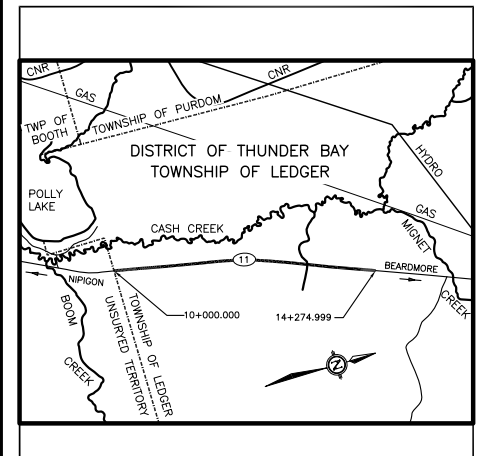 CNR
GAS
CNR
TWP OF
BOOTH
TOWNSHIP OF PURDOM
DISTRICT OF THUNDER BAY
TOWNSHIP OF LEDGER
HYDRO
POLLY
LAKE
GAS
CASH CREEK
MIGNET
CREEK
11
NIPIGON
BEARDMORE
BOOM
CREEK
10+000.000
14+274.999
TOWNSHIP OF LEDGER
UNSURYED TERRITORY
N